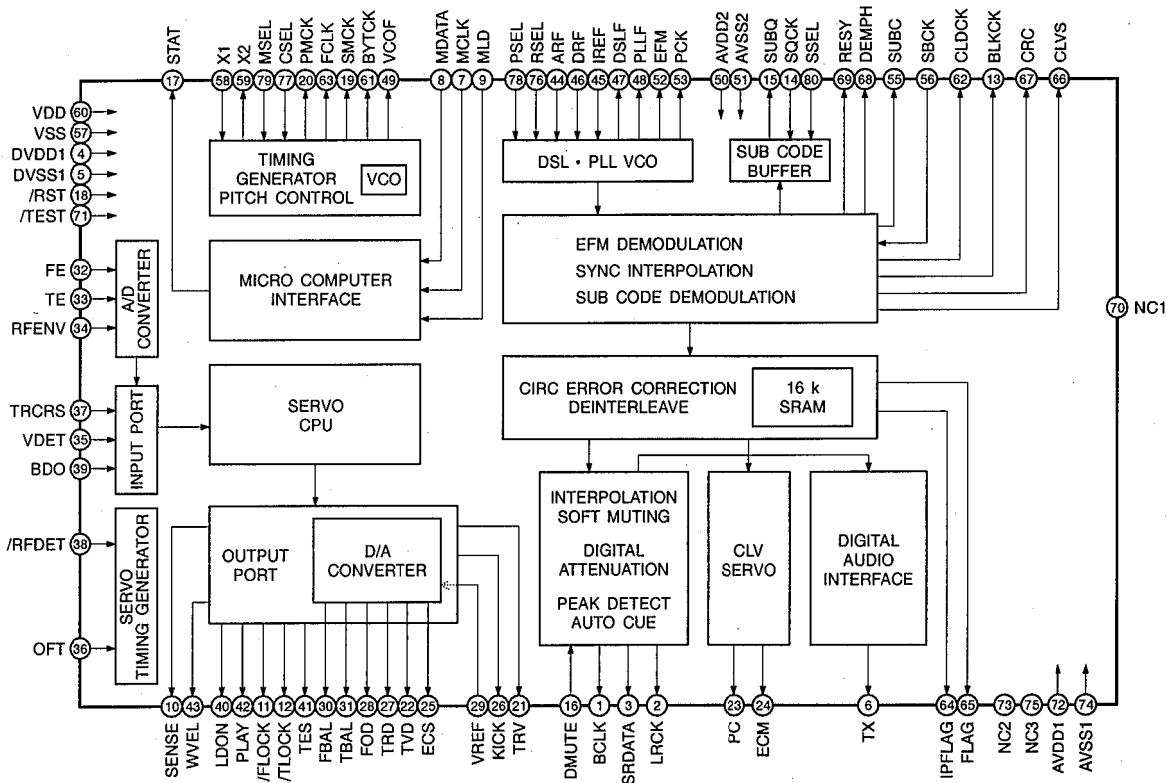 STAT
X1
X2
MSEL
CSEL
PMCK
FCLK
SMCK
BYTCK
VCOF
MDATA
MCLK
MLD
PSEL
RSEL
ARF
DRF
IREF
DSLF
PLLF
EFM
PCK
AVDD2
AVSS2
SUBQ
SQCK
SSEL
RESY
DEMPH
SUBC
SBCK
CLDCK
BLKCK
CRC
CLVS
17 58 59 79 77 20 63 19 61 49 8 7 9 78 76 44 46 45 47 48 52 53 50 51 15 14 80 69 68 55 56 62 13 67 66
VDD 60
VSS 57
DVDD1 4
DVSS1 5
/RST 18
/TEST 71
FE 32
TE 33
RFENV 34
TRCRS 37
VDET 35
BDO 39
/RFDET 38
OFT 36
A/D
CONVERTER
INPUT PORT
SERVO
TIMING GENERATOR
TIMING
GENERATOR
PITCH CONTROL
VCO
MICRO COMPUTER
INTERFACE
SERVO
CPU
OUTPUT
PORT
D/A
CONVERTER
DSL • PLL VCO
SUB CODE
BUFFER
EFM DEMODULATION
SYNC INTERPOLATION
SUB CODE DEMODULATION
CIRC ERROR CORRECTION
DEINTERLEAVE
16 k
SRAM
INTERPOLATION
SOFT MUTING
DIGITAL
ATTENUATION
PEAK DETECT
AUTO CUE
CLV
SERVO
DIGITAL
AUDIO
INTERFACE
70 NC1
10 43 40 42 11 12 41 30 31 28 27 22 25 29 26 21 16 1 3 2 23 24 6 64 65 73 75 72 74
SENSE
WVEL
LDON
PLAY
/FLOCK
/TLOCK
TES
FBAL
TBAL
FOD
TRD
TVD
ECS
VREF
KICK
TRV
DMUTE
BCLK
SRDATA
LRCK
PC
ECM
TX
IPFLAG
FLAG
NC2
NC3
AVDD1
AVSS1